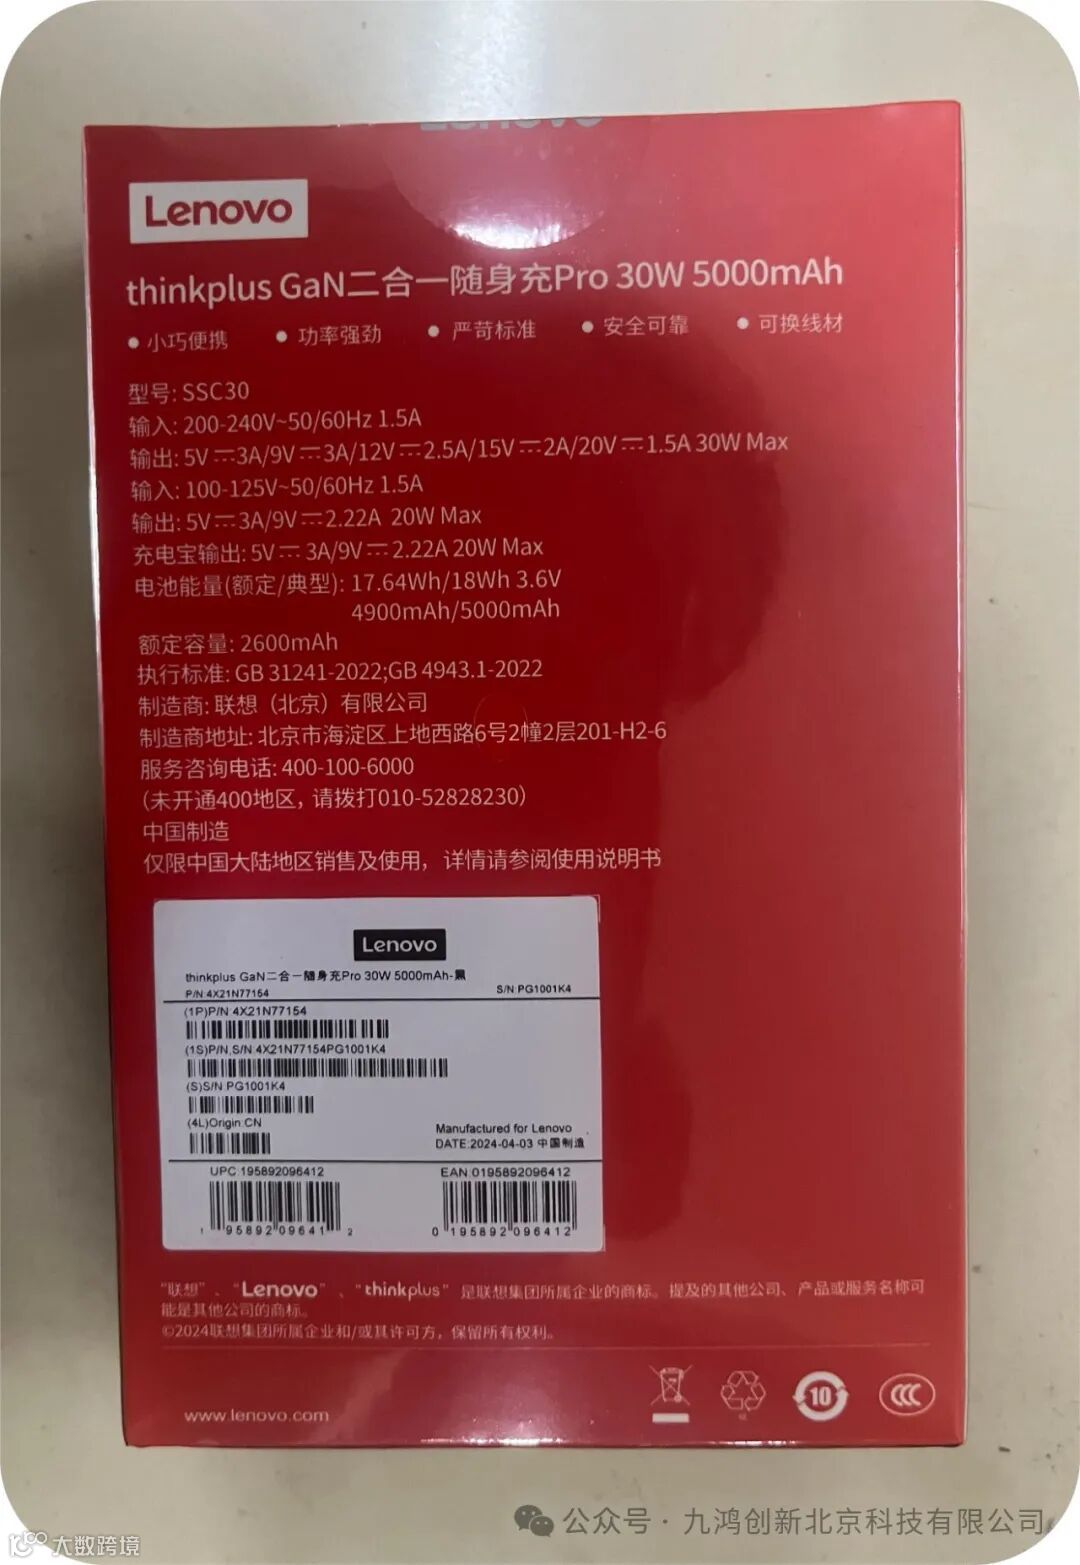 Lenovo
Lenovo
thinkplus GaN二合一随身充Pro 30W 5000mAh
● 小巧便携 ● 功率强劲 ● 严苛标准 ● 安全可靠 ● 可换线材
型号: SSC30
输入: 200-240V~50/60Hz 1.5A
输出: 5V⎓3A/9V⎓3A/12V⎓2.5A/15V⎓2A/20V⎓1.5A 30W Max
输入: 100-125V~50/60Hz 1.5A
输出: 5V⎓3A/9V⎓2.22A 20W Max
充电宝输出: 5V⎓3A/9V⎓2.22A 20W Max
电池能量(额定/典型): 17.64Wh/18Wh 3.6V
4900mAh/5000mAh
额定容量: 2600mAh
执行标准: GB 31241-2022;GB 4943.1-2022
制造商: 联想（北京）有限公司
制造商地址: 北京市海淀区上地西路6号2幢2层201-H2-6
服务咨询电话: 400-100-6000
(未开通400地区，请拨打010-52828230)
中国制造
仅限中国大陆地区销售及使用，详情请参阅使用说明书
Lenovo
thinkplus GaN二合一随身充Pro 30W 5000mAh-黑
P/N:4X21N77154 S/N:PG1001K4
(1P)P/N 4X21N77154
(1S)P/N,S/N:4X21N77154PG1001K4
(S)S/N:PG1001K4
(4L)Origin:CN
Manufactured for Lenovo
DATE:2024-04-03 中国制造
UPC:195892096412 EAN:0195892096412
1 95892 09641 2 0 195892 096412
“联想”、“Lenovo”、“thinkplus”是联想集团所属企业的商标。提及的其他公司、产品或服务名称可
能是其他公司的商标。
©2024联想集团所属企业和/或其许可方，保留所有权利。
10
CCC
www.lenovo.com
公众号 · 九鸿创新北京科技有限公司
大数跨境